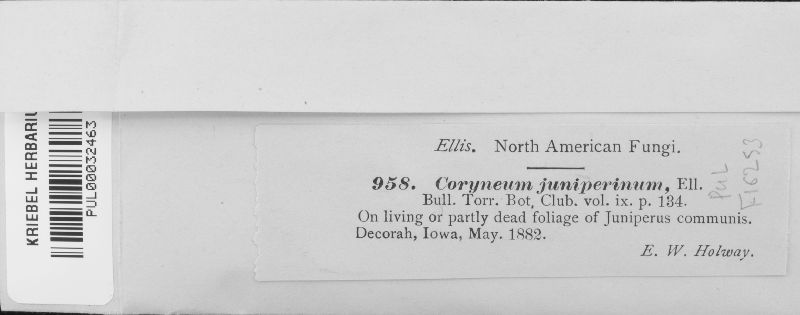 KRIEBEL HERBARIU
PUL00032463
Ellis. North American Fungi.
958. Coryneum juniperinum, Ell.
Bull. Torr. Bot, Club. vol. ix. p. 134.
On living or partly dead foliage of Juniperus communis.
Decorah, Iowa, May. 1882.
E. W. Holway.
PUL
F16253